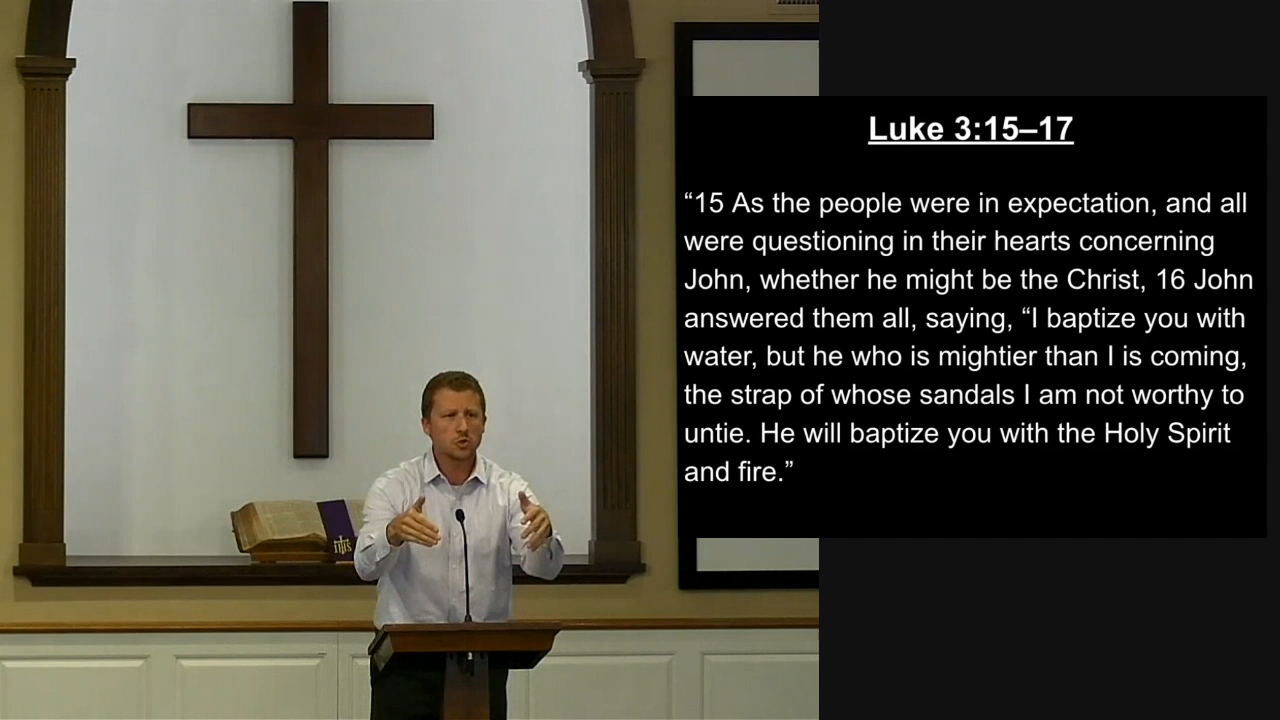 Luke 3:15–17
“15 As the people were in expectation, and all
were questioning in their hearts concerning
John, whether he might be the Christ, 16 John
answered them all, saying, “I baptize you with
water, but he who is mightier than I is coming,
the strap of whose sandals I am not worthy to
untie. He will baptize you with the Holy Spirit
and fire.”